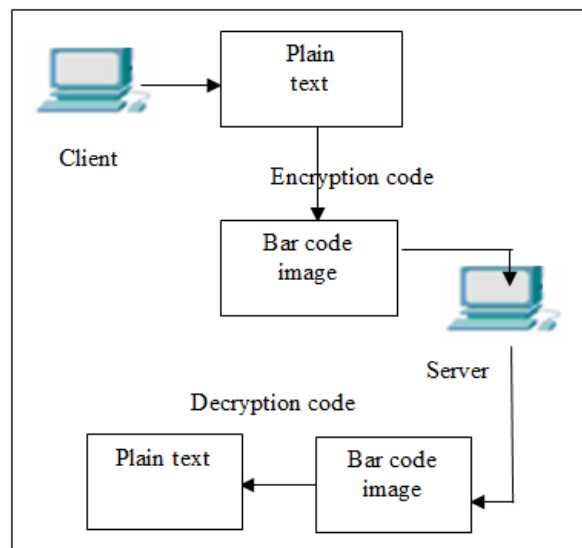 Plain
text
Client
Encryption code
Bar code
image
Server
Decryption code
Plain text
Bar code
image